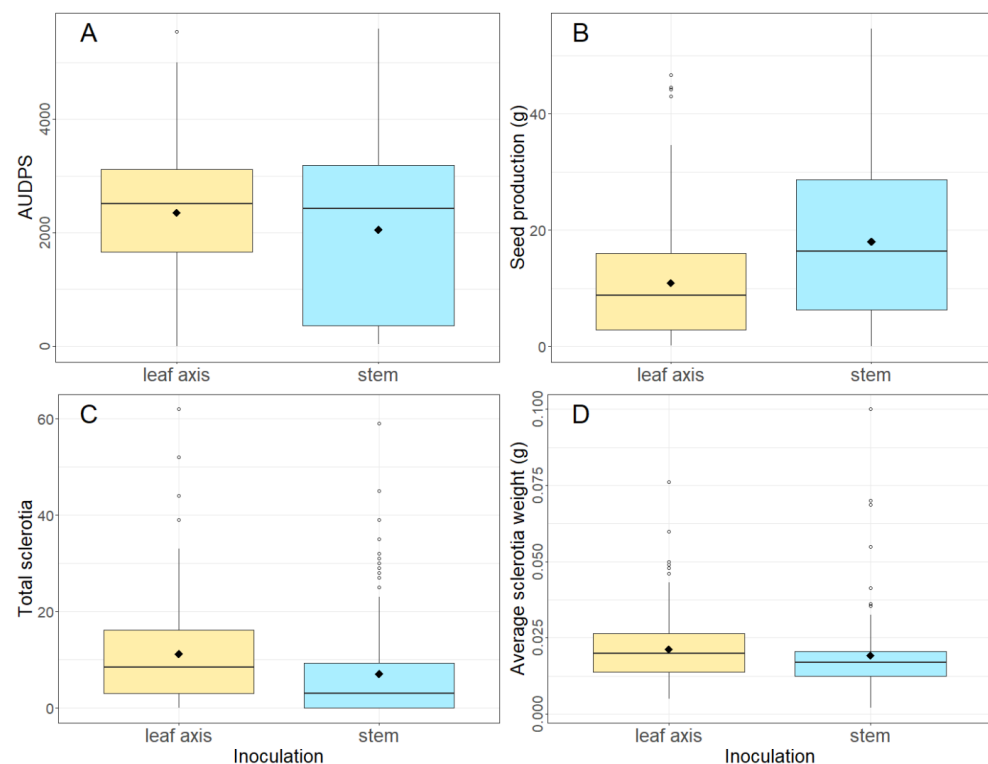 A
AUDPS
4000
2000
0
leaf axis
stem
B
Seed production (g)
40
20
0
leaf axis
stem
C
Total sclerotia
60
40
20
0
leaf axis
stem
Inoculation
D
Average sclerotia weight (g)
0.100
0.075
0.050
0.025
0.000
leaf axis
stem
Inoculation